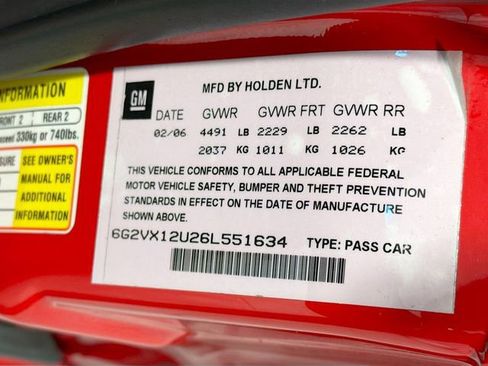 NFORMATION
FRONT 2 REAR 2
exceed 330kg or 740lbs.
SURE SEE OWNER'S
MANUAL FOR
ADDITIONAL
INFORMATION
GM
MFD BY HOLDEN LTD.
DATE GVWR GVWR FRT GVWR RR
02/06 4491 LB 2229 LB 2262 LB
2037 KG 1011 KG 1026 KG
THIS VEHICLE CONFORMS TO ALL APPLICABLE FEDERAL
MOTOR VEHICLE SAFETY, BUMPER AND THEFT PREVENTION
STANDARDS IN EFFECT ON THE DATE OF MANUFACTURE
SHOWN ABOVE.
6G2VX12U26L551634 TYPE: PASS CAR